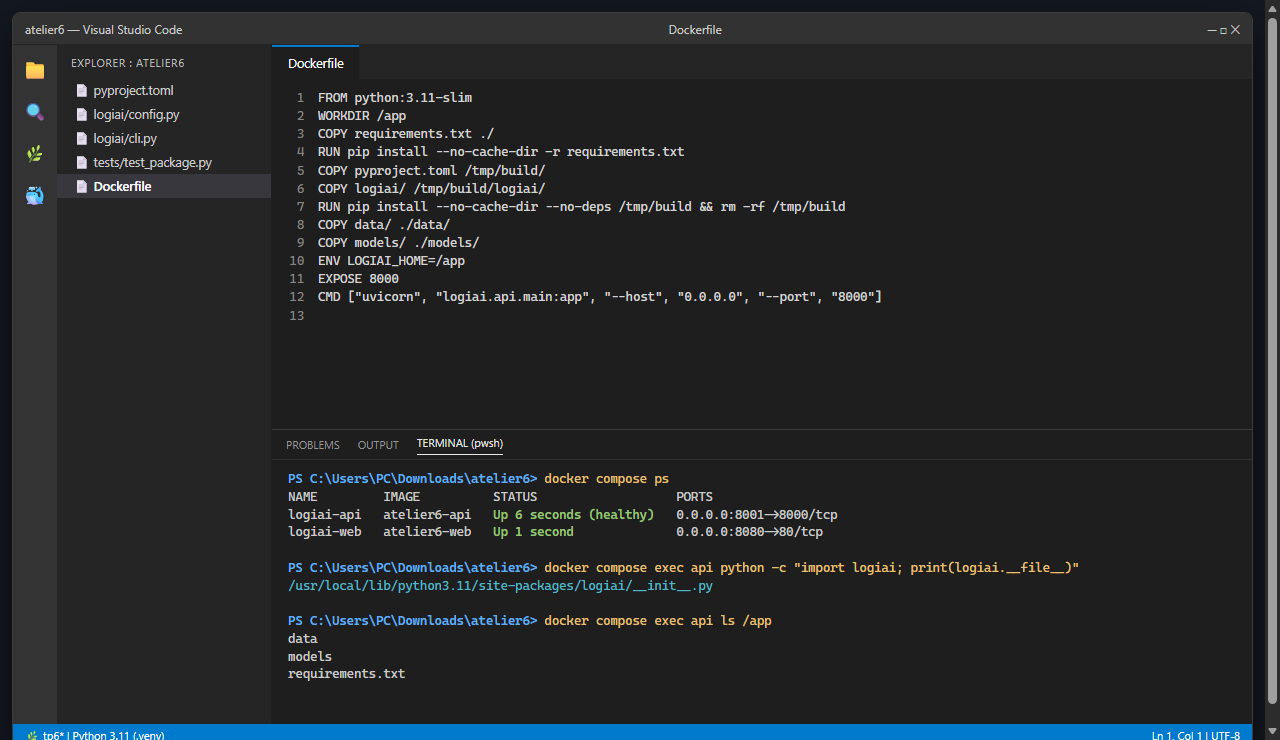 atelier6 — Visual Studio Code
Dockerfile
EXPLORER : ATELIER6
pyproject.toml
logiai/config.py
logiai/cli.py
tests/test_package.py
Dockerfile
Dockerfile
1 FROM python:3.11-slim
2 WORKDIR /app
3 COPY requirements.txt ./
4 RUN pip install --no-cache-dir -r requirements.txt
5 COPY pyproject.toml /tmp/build/
6 COPY logiai/ /tmp/build/logiai/
7 RUN pip install --no-cache-dir --no-deps /tmp/build && rm -rf /tmp/build
8 COPY data/ ./data/
9 COPY models/ ./models/
10 ENV LOGIAI_HOME=/app
11 EXPOSE 8000
12 CMD ["uvicorn", "logiai.api.main:app", "--host", "0.0.0.0", "--port", "8000"]
13
PROBLEMS OUTPUT TERMINAL (pwsh)
PS C:\Users\PC\Downloads\atelier6> docker compose ps
NAME IMAGE STATUS PORTS
logiai-api atelier6-api Up 6 seconds (healthy) 0.0.0.0:8001->8000/tcp
logiai-web atelier6-web Up 1 second 0.0.0.0:8080->80/tcp
PS C:\Users\PC\Downloads\atelier6> docker compose exec api python -c "import logiai; print(logiai.__file__)"
/usr/local/lib/python3.11/site-packages/logiai/__init__.py
PS C:\Users\PC\Downloads\atelier6> docker compose exec api ls /app
data
models
requirements.txt
tp6* | Python 3.11 (.venv)
Ln 1, Col 1 | UTF-8